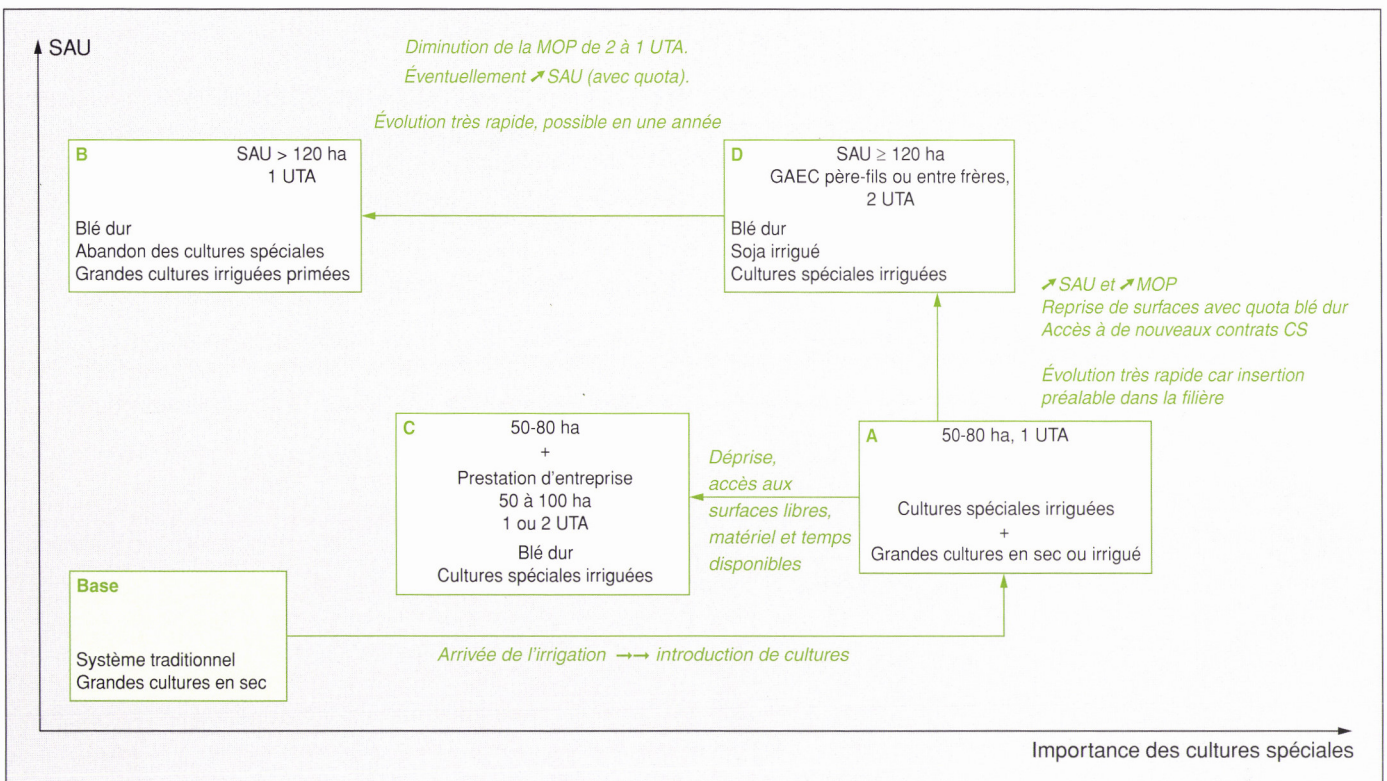 SAU
Diminution de la MOP de 2 à 1 UTA.
Éventuellement ↗ SAU (avec quota).
Évolution très rapide, possible en une année
B
SAU > 120 ha
1 UTA
Blé dur
Abandon des cultures spéciales
Grandes cultures irriguées primées
D
SAU ≥ 120 ha
GAEC père-fils ou entre frères,
2 UTA
Blé dur
Soja irrigué
Cultures spéciales irriguées
↗ SAU et ↗ MOP
Reprise de surfaces avec quota blé dur
Accès à de nouveaux contrats CS
Évolution très rapide car insertion
préalable dans la filière
C
50-80 ha
+
Prestation d'entreprise
50 à 100 ha
1 ou 2 UTA
Blé dur
Cultures spéciales irriguées
Déprise,
accès aux
surfaces libres,
matériel et temps
disponibles
A
50-80 ha, 1 UTA
Cultures spéciales irriguées
+
Grandes cultures en sec ou irrigué
Base
Système traditionnel
Grandes cultures en sec
Arrivée de l'irrigation →→ introduction de cultures
Importance des cultures spéciales